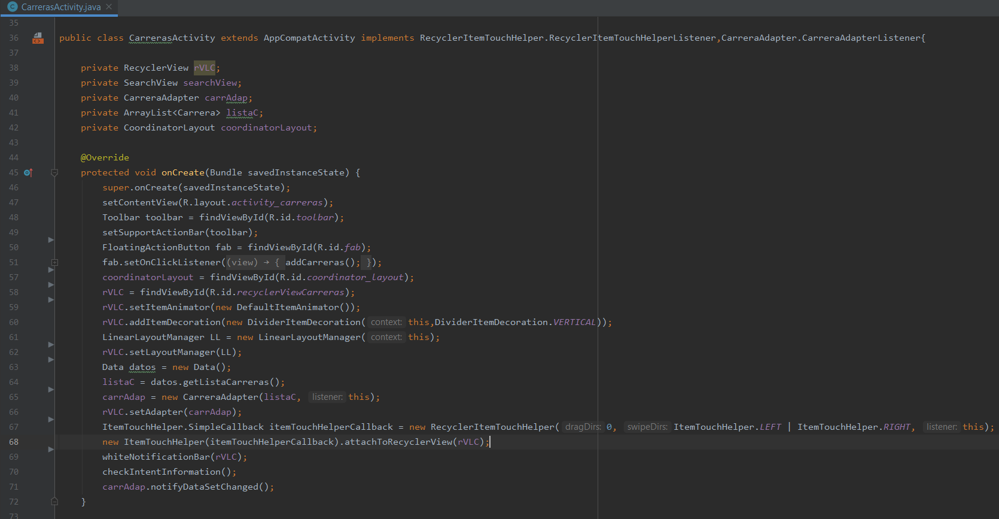 CarrerasActivity.java
35
36 public class CarrerasActivity extends AppCompatActivity implements RecyclerItemTouchHelper.RecyclerItemTouchHelperListener,CarreraAdapter.CarreraAdapterListener{
37
38 private RecyclerView rVLC;
39 private SearchView searchView;
40 private CarreraAdapter carrAdap;
41 private ArrayList<Carrera> listaC;
42 private CoordinatorLayout coordinatorLayout;
43
44 @Override
45 protected void onCreate(Bundle savedInstanceState) {
46 super.onCreate(savedInstanceState);
47 setContentView(R.layout.activity_carreras);
48 Toolbar toolbar = findViewById(R.id.toolbar);
49 setSupportActionBar(toolbar);
50 FloatingActionButton fab = findViewById(R.id.fab);
51 fab.setOnClickListener((view) → { addCarreras(); });
57 coordinatorLayout = findViewById(R.id.coordinator_layout);
58 rVLC = findViewById(R.id.recyclerViewCarreras);
59 rVLC.setItemAnimator(new DefaultItemAnimator());
60 rVLC.addItemDecoration(new DividerItemDecoration( context: this,DividerItemDecoration.VERTICAL));
61 LinearLayoutManager LL = new LinearLayoutManager( context: this);
62 rVLC.setLayoutManager(LL);
63 Data datos = new Data();
64 listaC = datos.getListaCarreras();
65 carrAdap = new CarreraAdapter(listaC, listener: this);
66 rVLC.setAdapter(carrAdap);
67 ItemTouchHelper.SimpleCallback itemTouchHelperCallback = new RecyclerItemTouchHelper( dragDirs: 0, swipeDirs: ItemTouchHelper.LEFT | ItemTouchHelper.RIGHT, listener: this);
68 new ItemTouchHelper(itemTouchHelperCallback).attachToRecyclerView(rVLC);
69 whiteNotificationBar(rVLC);
70 checkIntentInformation();
71 carrAdap.notifyDataSetChanged();
72 }
73